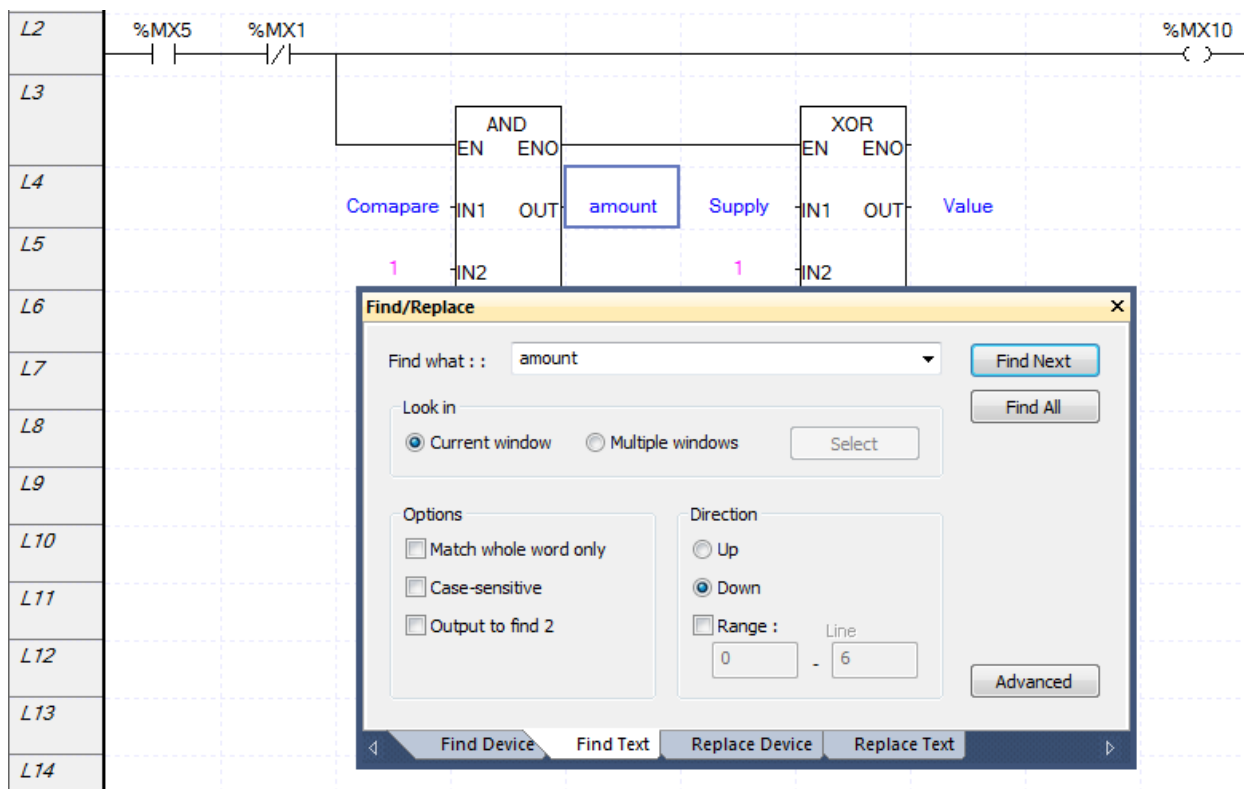 L2 %MX5 %MX1 %MX10
L3
AND XOR
EN ENO EN ENO
L4
Comapare IN1 OUT amount Supply IN1 OUT Value
L5
1 IN2 1 IN2
L6
Find/Replace
Find what : : amount Find Next
L7
Look in Find All
L8
Current window Multiple windows Select
L9
Options Direction
L10
Match whole word only Up
Case-sensitive Down
L11
Output to find 2 Range : Line
L12
0 - 6
Advanced
L13
Find Device Find Text Replace Device Replace Text
L14